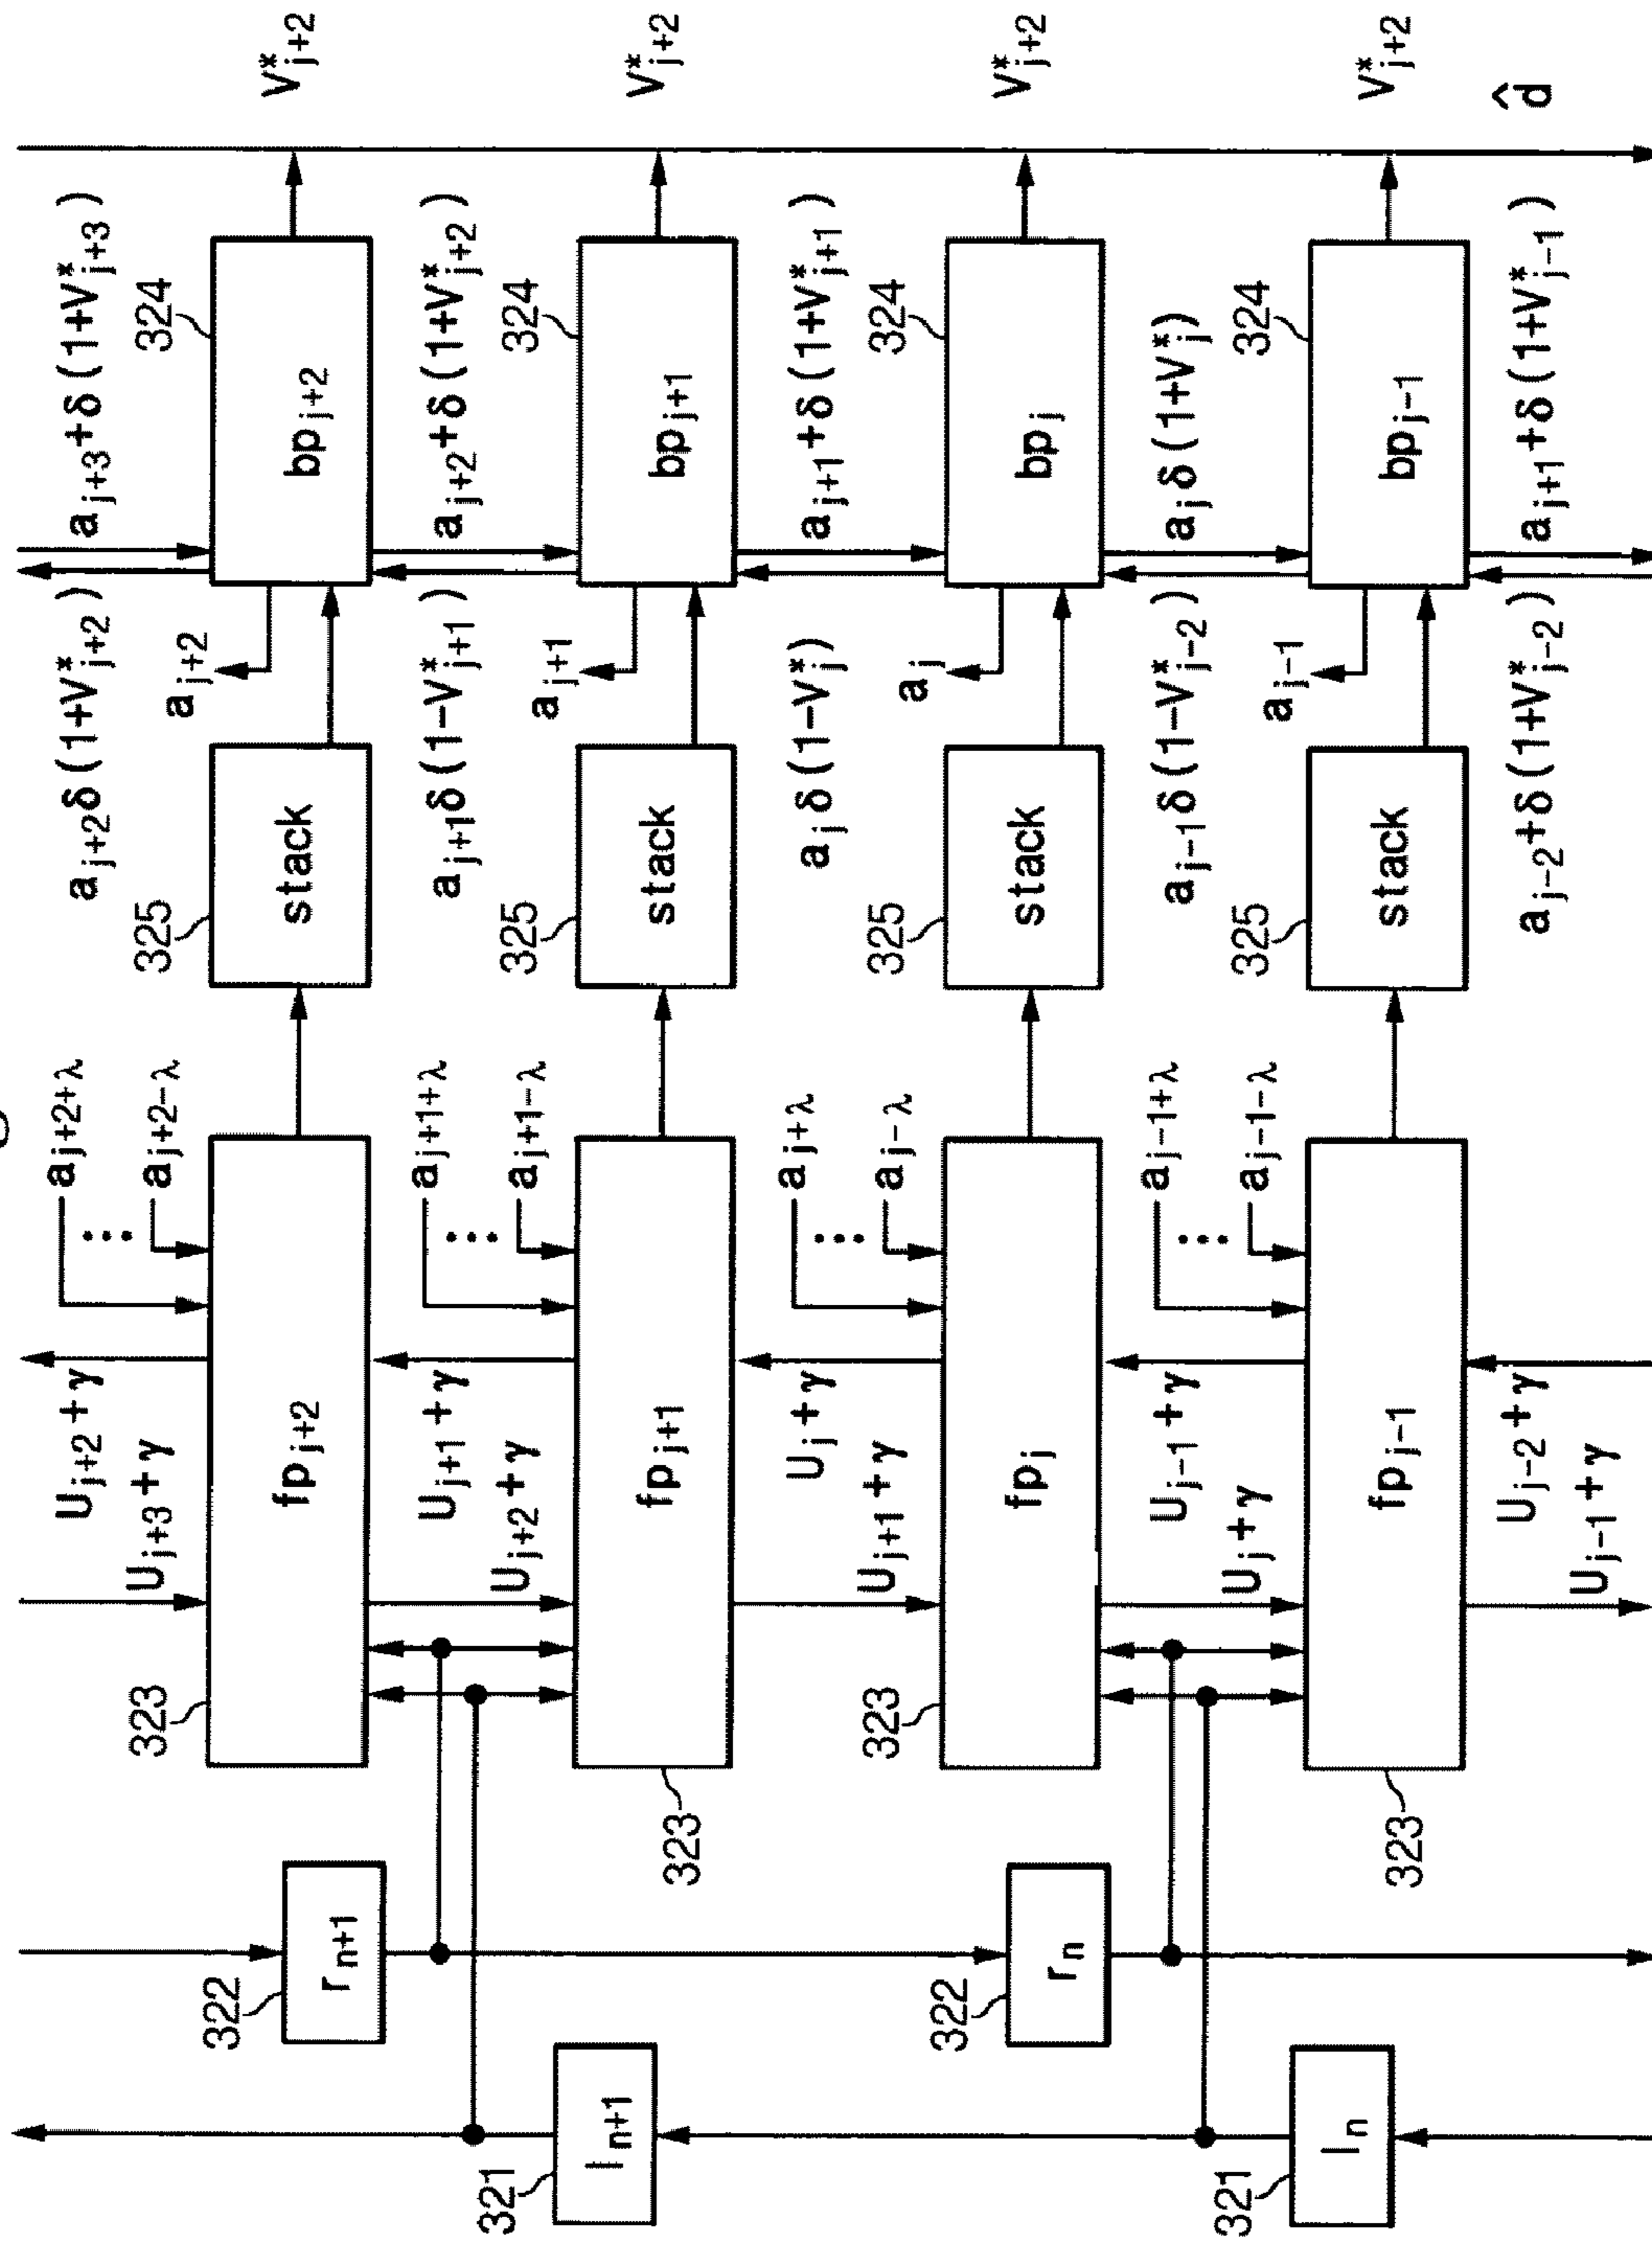 V*j+2
V*j+2
V*j+2
V*j+2
d̂
aj+3+δ(1+V*j+3)
324
bpj+2
aj+2+δ(1+V*j+2)
324
bpj+1
aj+1+δ(1+V*j+1)
324
bpj
ajδ(1+V*j)
324
bpj-1
aj+1+δ(1+V*j-1)
aj+2δ(1+V*j+2)
aj+2
aj+1δ(1-V*j+1)
aj+1
ajδ(1-V*j)
aj
aj-1δ(1-V*j-2)
aj-1
aj-2+δ(1+V*j-2)
325
stack
325
stack
325
stack
325
stack
aj+2+λ
aj+2-λ
aj+1+λ
aj+1-λ
aj+λ
aj-λ
aj-1+λ
aj-1-λ
Uj+2+γ
Uj+3+γ
fpj+2
Uj+1+γ
Uj+2+γ
fpj+1
Uj+γ
Uj+1+γ
fpj
Uj-1+γ
Uj+γ
fpj-1
Uj-2+γ
Uj-1+γ
323
323
323
323
322
rn+1
322
rn
321
ln+1
321
ln